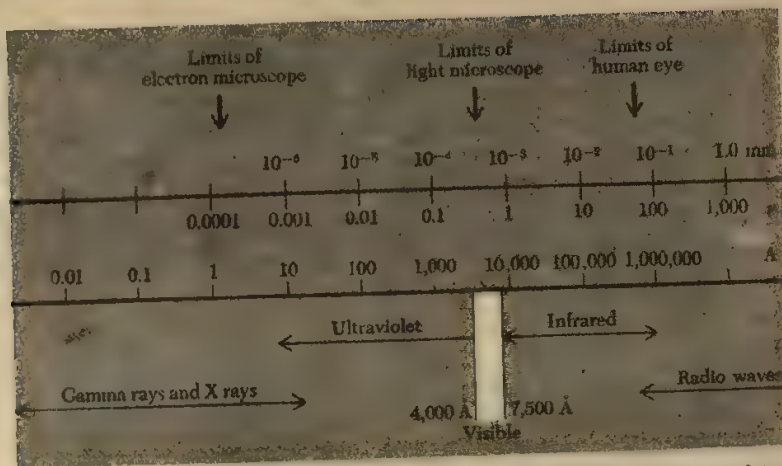 Limits of
electron microscope
Limits of
light microscope
Limits of
human eye
10⁻⁶ 10⁻⁵ 10⁻⁴ 10⁻³ 10⁻² 10⁻¹ 1.0 mm
0.0001 0.001 0.01 0.1 1 10 100 1,000
0.01 0.1 1 10 100 1,000 10,000 100,000 1,000,000 Å
Ultraviolet
Infrared
Gamma rays and X rays
4,000 Å
7,500 Å
Radio waves
Visible